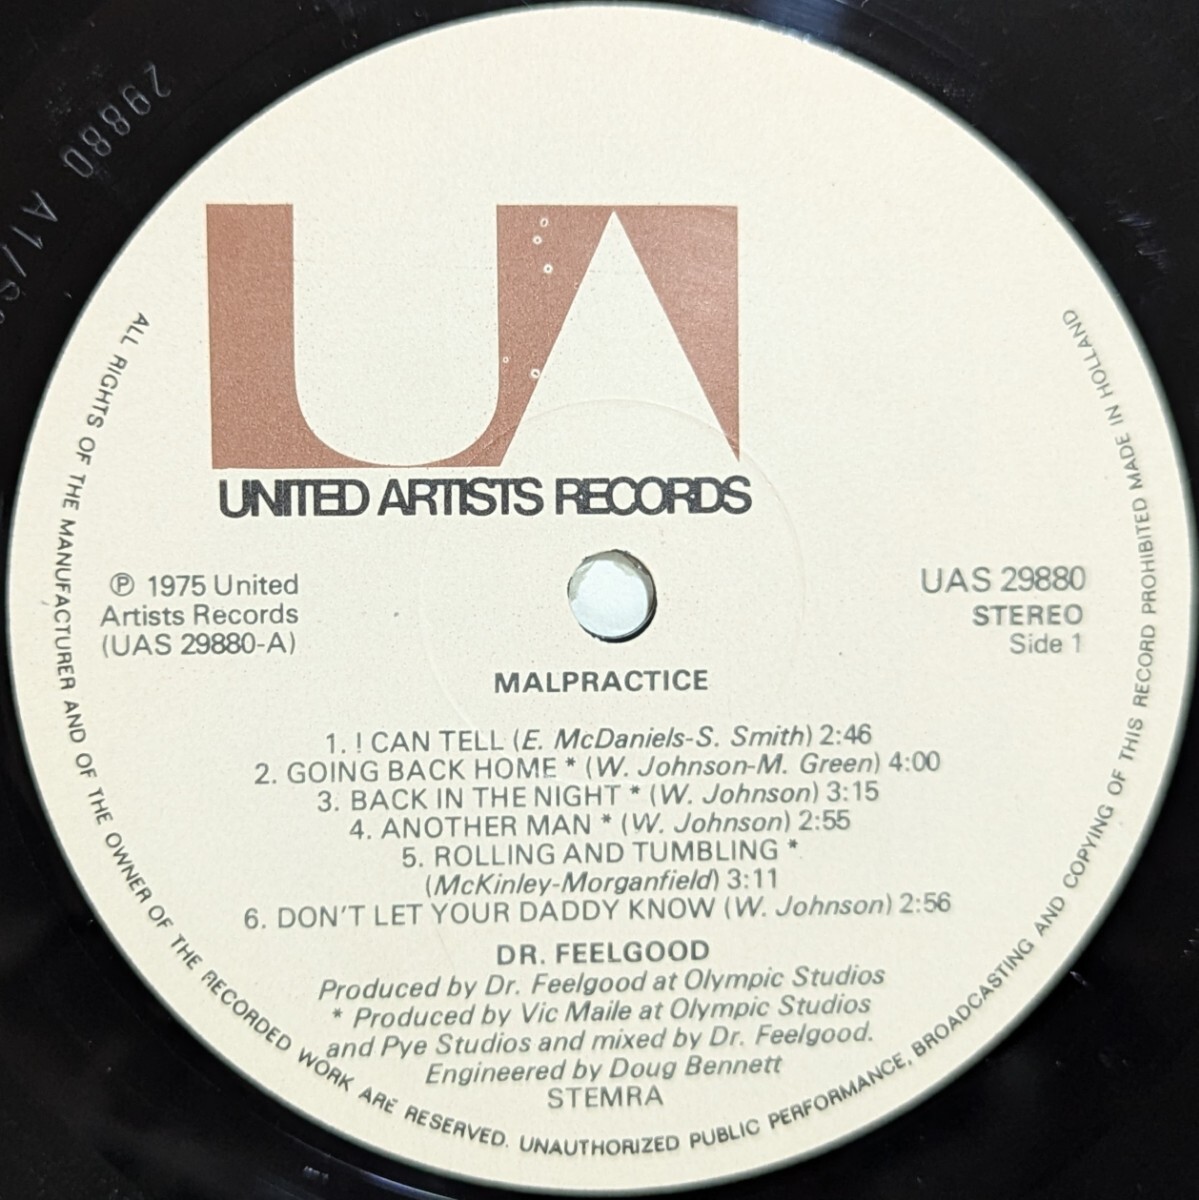 29880 A1/
UA
UNITED ARTISTS RECORDS
℗ 1975 United
Artists Records
(UAS 29880-A)
UAS 29880
STEREO
Side 1
MALPRACTICE
1. ! CAN TELL (E. McDaniels-S. Smith) 2:46
2. GOING BACK HOME * (W. Johnson-M. Green) 4:00
3. BACK IN THE NIGHT * (W. Johnson) 3:15
4. ANOTHER MAN * (W. Johnson) 2:55
5. ROLLING AND TUMBLING *
(McKinley-Morganfield) 3:11
6. DON'T LET YOUR DADDY KNOW (W. Johnson) 2:56
DR. FEELGOOD
Produced by Dr. Feelgood at Olympic Studios
* Produced by Vic Maile at Olympic Studios
and Pye Studios and mixed by Dr. Feelgood.
Engineered by Doug Bennett
STEMRA
ALL RIGHTS OF THE MANUFACTURER AND OF THE OWNER OF THE RECORDED WORK ARE RESERVED. UNAUTHORIZED PUBLIC PERFORMANCE, BROADCASTING AND COPYING OF THIS RECORD PROHIBITED MADE IN HOLLAND